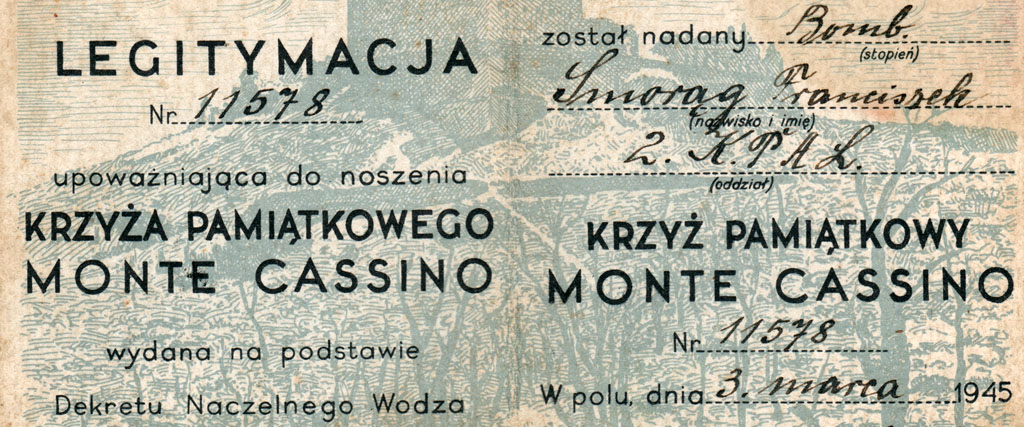 LEGITYMACJA
Nr. 11578
upoważniająca do noszenia
KRZYŻA PAMIĄTKOWEGO
MONTE CASSINO
wydana na podstawie
Dekretu Naczelnego Wodza
został nadany Bomb.
(stopień)
Smorąg Franciszek
(nazwisko i imię)
2. K.P.A.L.
(oddział)
KRZYŻ PAMIĄTKOWY
MONTE CASSINO
Nr. 11578
W polu, dnia 3. marca 1945